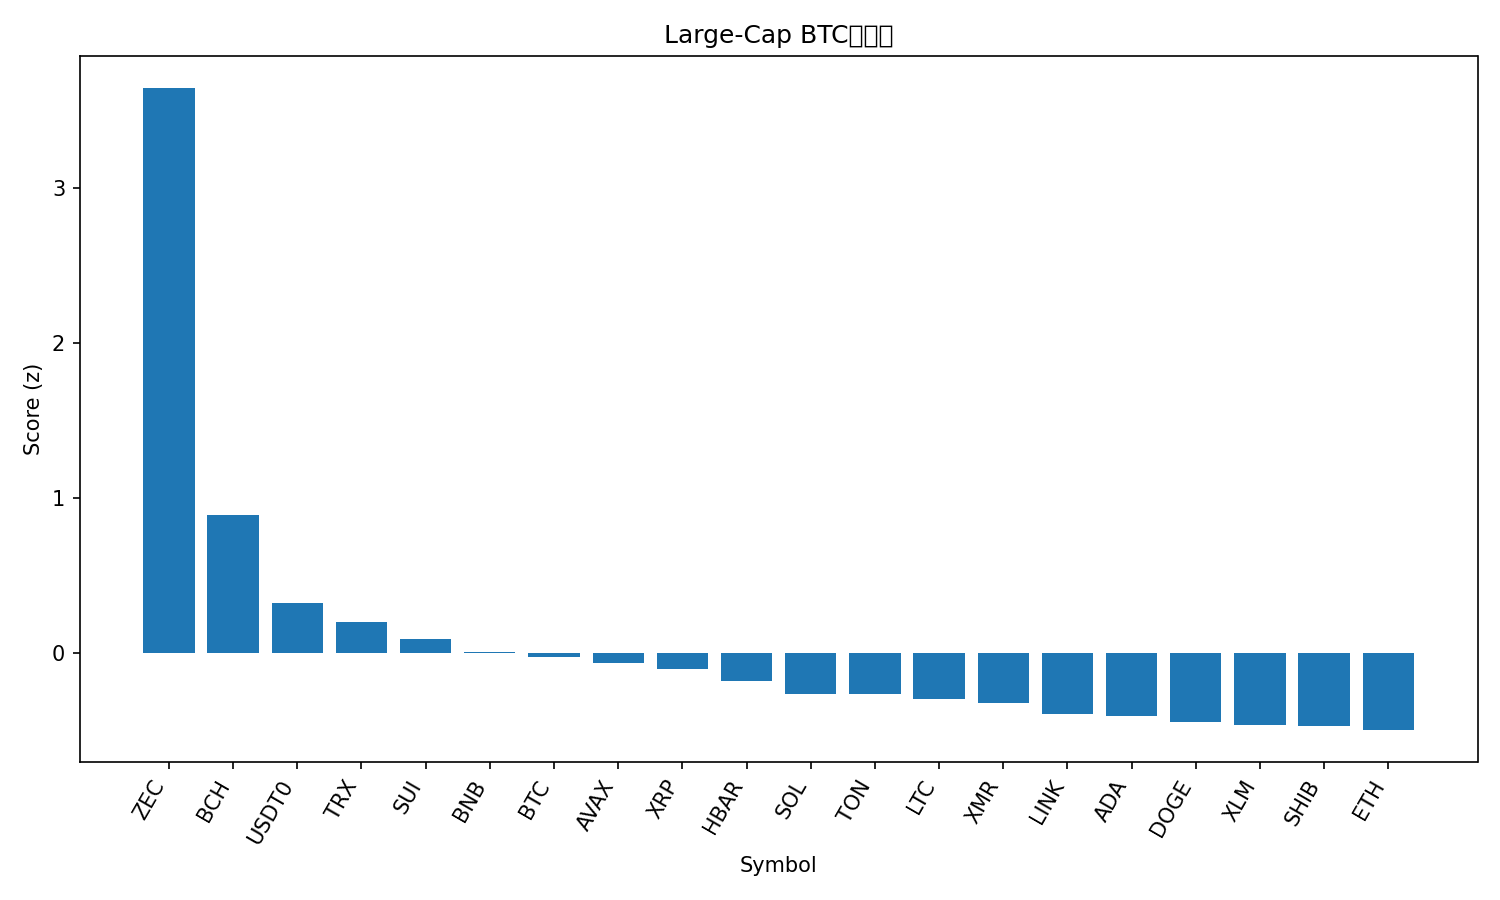 Large-Cap BTC
3
2
1
0
Score (z)
ZEC
BCH
USDT0
TRX
SUI
BNB
BTC
AVAX
XRP
HBAR
SOL
TON
LTC
XMR
LINK
ADA
DOGE
XLM
SHIB
ETH
Symbol